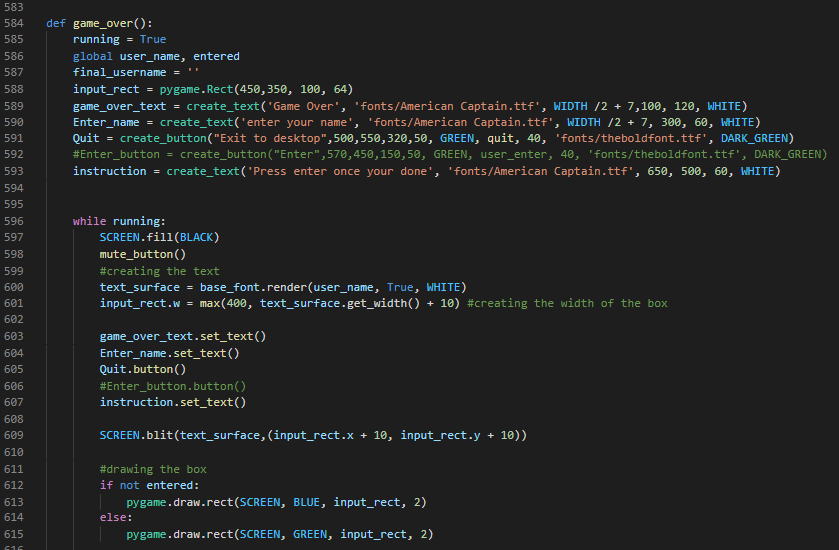 583
584 def game_over():
585 running = True
586 global user_name, entered
587 final_username = ''
588 input_rect = pygame.Rect(450,350, 100, 64)
589 game_over_text = create_text('Game Over', 'fonts/American Captain.ttf', WIDTH /2 + 7,100, 120, WHITE)
590 Enter_name = create_text('enter your name', 'fonts/American Captain.ttf', WIDTH /2 + 7, 300, 60, WHITE)
591 Quit = create_button("Exit to desktop",500,550,320,50, GREEN, quit, 40, 'fonts/theboldfont.ttf', DARK_GREEN)
592 #Enter_button = create_button("Enter",570,450,150,50, GREEN, user_enter, 40, 'fonts/theboldfont.ttf', DARK_GREEN)
593 instruction = create_text('Press enter once your done', 'fonts/American Captain.ttf', 650, 500, 60, WHITE)
594
595
596 while running:
597 SCREEN.fill(BLACK)
598 mute_button()
599 #creating the text
600 text_surface = base_font.render(user_name, True, WHITE)
601 input_rect.w = max(400, text_surface.get_width() + 10) #creating the width of the box
602
603 game_over_text.set_text()
604 Enter_name.set_text()
605 Quit.button()
606 #Enter_button.button()
607 instruction.set_text()
608
609 SCREEN.blit(text_surface,(input_rect.x + 10, input_rect.y + 10))
610
611 #drawing the box
612 if not entered:
613 pygame.draw.rect(SCREEN, BLUE, input_rect, 2)
614 else:
615 pygame.draw.rect(SCREEN, GREEN, input_rect, 2)
616